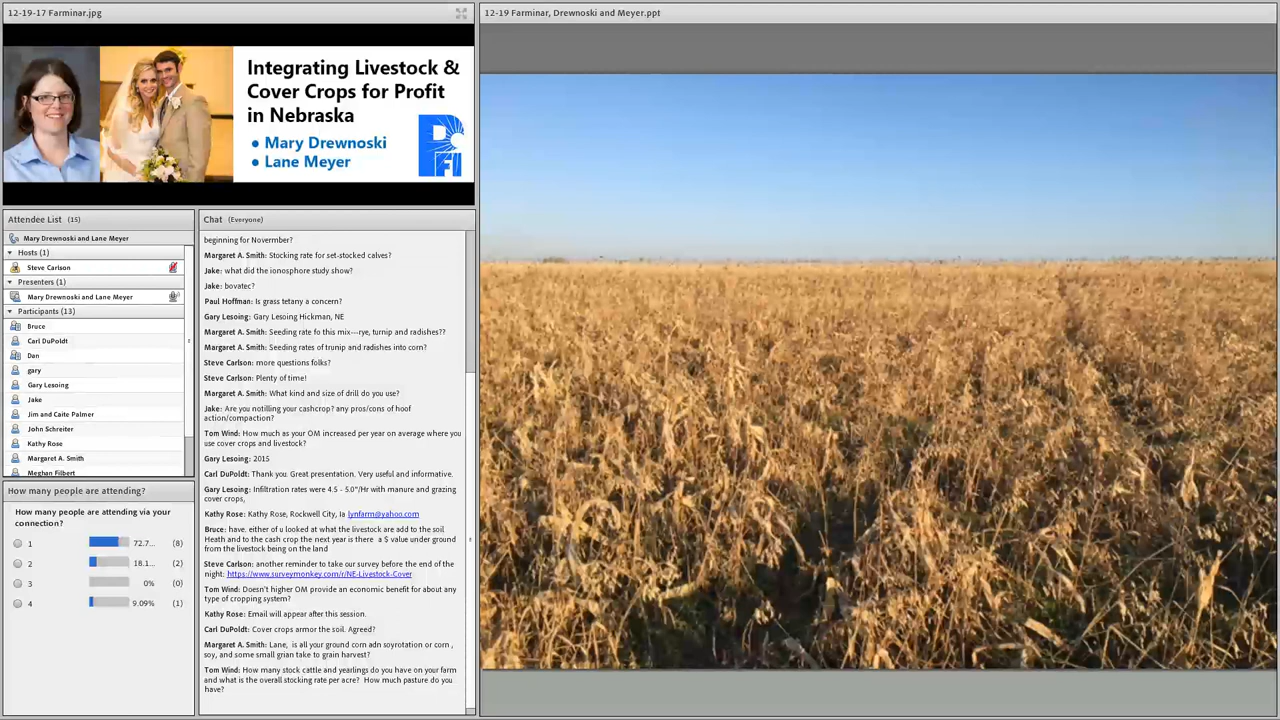 12-19-17 Farminar.jpg
Integrating Livestock &
Cover Crops for Profit
in Nebraska
● Mary Drewnoski
● Lane Meyer
PFI
Attendee List (15)
Mary Drewnoski and Lane Meyer
Hosts (1)
Steve Carlson
Presenters (1)
Mary Drewnoski and Lane Meyer
Participants (13)
Bruce
Carl DuPoldt
Dan
gary
Gary Lesoing
Jake
Jim and Caite Palmer
John Schreiter
Kathy Rose
Margaret A. Smith
Meghan Filbert
How many people are attending?
How many people are attending via your
connection?
1 72.7... (8)
2 18.1... (2)
3 0% (0)
4 9.09% (1)
Chat (Everyone)
beginning for Novermber?
Margaret A. Smith: Stocking rate for set-stocked calves?
Jake: what did the ionosphore study show?
Jake: bovatec?
Paul Hoffman: Is grass tetany a concern?
Gary Lesoing: Gary Lesoing Hickman, NE
Margaret A. Smith: Seeding rate fo this mix---rye, turnip and radishes??
Margaret A. Smith: Seeding rates of trunip and radishes into corn?
Steve Carlson: more questions folks?
Steve Carlson: Plenty of time!
Margaret A. Smith: What kind and size of drill do you use?
Jake: Are you notilling your cashcrop? any pros/cons of hoof
action/compaction?
Tom Wind: How much as your OM increased per year on average where you
use cover crops and livestock?
Gary Lesoing: 2015
Carl DuPoldt: Thank you. Great presentation. Very useful and informative.
Gary Lesoing: Infiltration rates were 4.5 - 5.0"/Hr with manure and grazing
cover crops,
Kathy Rose: Kathy Rose, Rockwell City, Ia lynfarm@yahoo.com
Bruce: have. either of u looked at what the livestock are add to the soil
Heath and to the cash crop the next year is there a $ value under ground
from the livestock being on the land
Steve Carlson: another reminder to take our survey before the end of the
night: https://www.surveymonkey.com/r/NE-Livestock-Cover
Tom Wind: Doesn't higher OM provide an economic benefit for about any
type of cropping system?
Kathy Rose: Email will appear after this session.
Carl DuPoldt: Cover crops armor the soil. Agreed?
Margaret A. Smith: Lane, is all your ground corn adn soyrotation or corn ,
soy, and some small grian take to grain harvest?
Tom Wind: How many stock cattle and yearlings do you have on your farm
and what is the overall stocking rate per acre? How much pasture do you
have?
12-19 Farminar, Drewnoski and Meyer.ppt